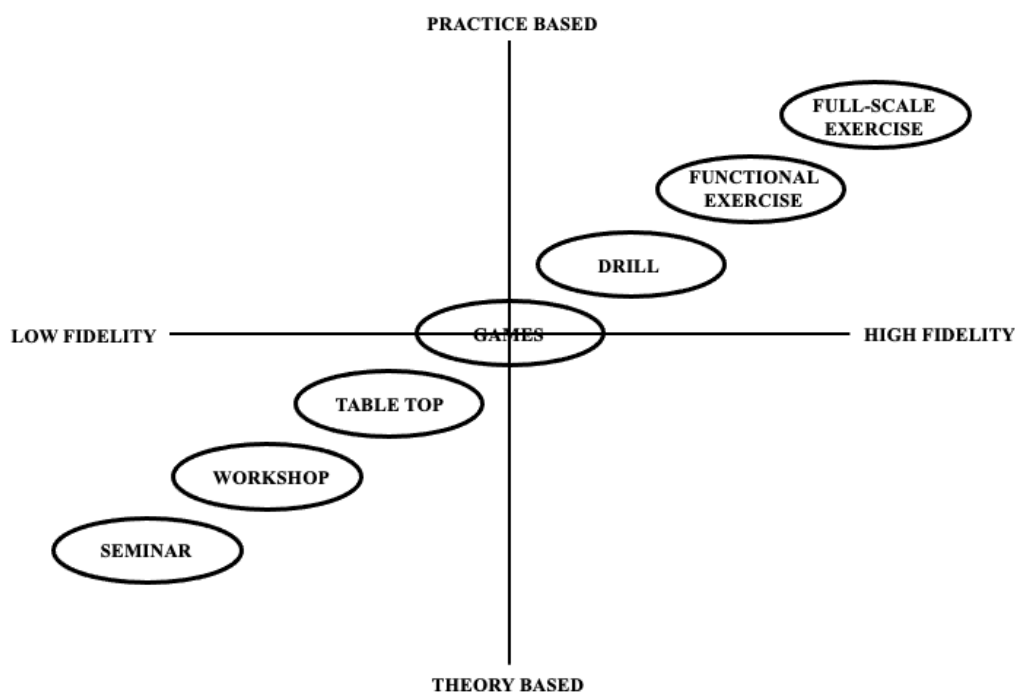 PRACTICE BASED
FULL-SCALE
EXERCISE
FUNCTIONAL
EXERCISE
DRILL
LOW FIDELITY
GAMES
HIGH FIDELITY
TABLE TOP
WORKSHOP
SEMINAR
THEORY BASED